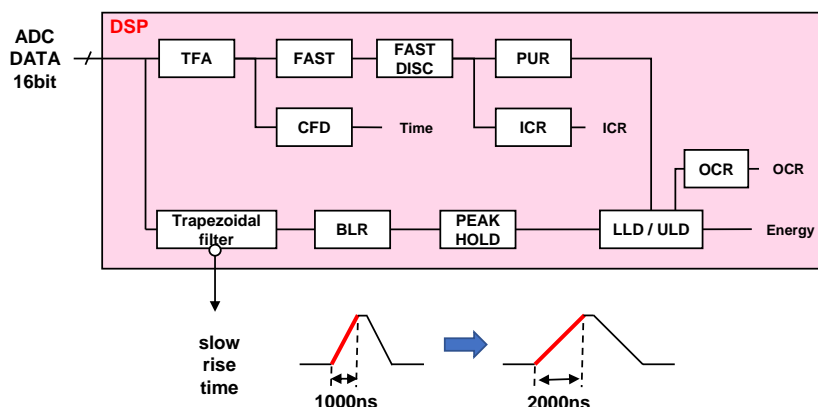 DSP
ADC
DATA
16bit
TFA
FAST
FAST
DISC
PUR
CFD
Time
ICR
ICR
OCR
OCR
Trapezoidal
filter
BLR
PEAK
HOLD
LLD / ULD
Energy
slow
rise
time
1000ns
2000ns